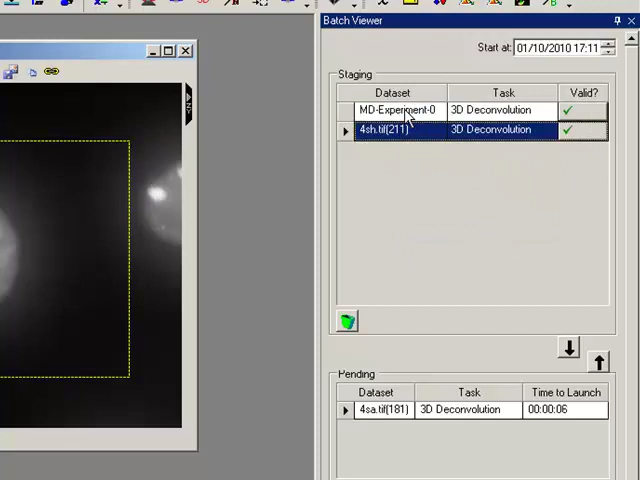 Batch Viewer
Start at: 01/10/2010 17:11
Staging
Dataset Task Valid?
MD-Experiment-0 3D Deconvolution
4sh.tif(211) 3D Deconvolution
Pending
Dataset Task Time to Launch
4sa.tif(181) 3D Deconvolution 00:00:06